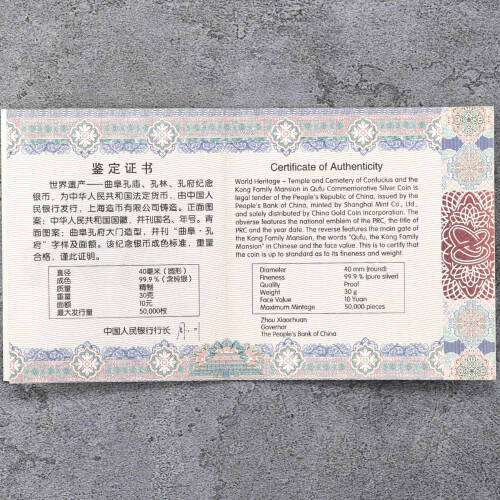 鉴定证书
世界遗产——曲阜孔庙、孔林、孔府纪念
银币，为中华人民共和国法定货币，由中国人
民银行发行，上海造币有限公司铸造。正面图
案：中华人民共和国国徽，并刊国名、年号。背
面图案：曲阜孔府大门造型，并刊“曲阜·孔
府”字样及面额。该纪念银币成色标准，重量
合格，谨此证明。
直径 40毫米（圆形）
成色 99.9%（含纯银）
质量 精制
重量 30克
面额 10元
最大发行量 50,000枚
中国人民银行行长
Certificate of Authenticity
World Heritage – Temple and Cemetery of Confucius and the
Kong Family Mansion in Qufu Commemorative Silver Coin is
legal tender of the People's Republic of China, issued by the
People's Bank of China, minted by Shanghai Mint Co., Ltd.,
and solely distributed by China Gold Coin Incorporation. The
obverse features the national emblem of the PRC, the title of
PRC and the year date. The reverse features the main gate of
the Kong Family Mansion, the words "Qufu, the Kong Family
Mansion" in Chinese and the face value. This is to certify that
the coin is up to standard as to its fineness and weight.
Diameter 40 mm (round)
Fineness 99.9 % (pure silver)
Quality Proof
Weight 30 g
Face Value 10 Yuan
Maximum Mintage 50,000 pieces
Zhou Xiaochuan
Governor
The People's Bank of China